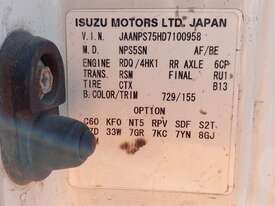 ISUZU MOTORS LTD. JAPAN
V.I.N. JAANPS75HD7100958
M.D. NPS5SN AF/BE
ENGINE RDQ/4HK1 RR AXLE 6CP
TRANS. RSM FINAL RU1
TIRE CTX B13
B.COLOR/TRIM 729/155
OPTION
C60 KFO NT5 RPV SDF S2T
33W 7GR 7KC 7YN 8GJ